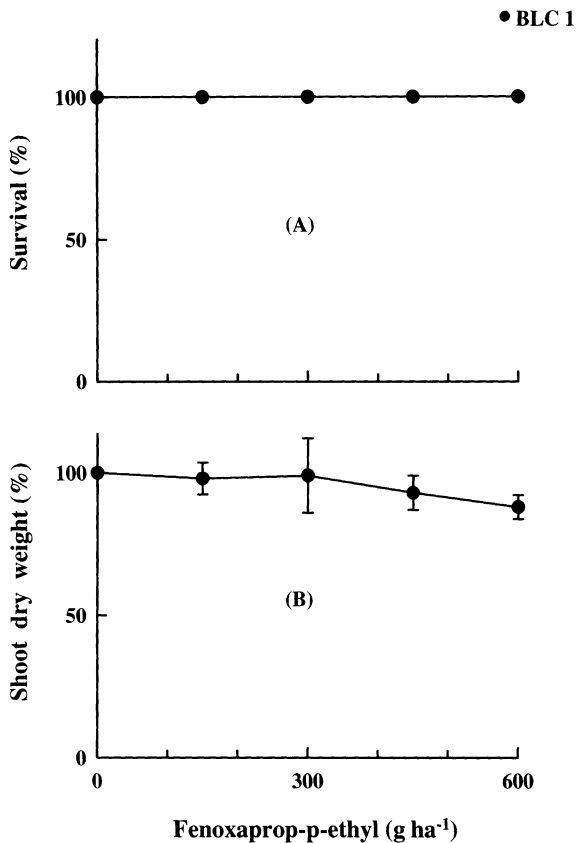 ● BLC 1
100
50
0
Survival (%)
(A)
100
50
0
Shoot dry weight (%)
(B)
0 300 600
Fenoxaprop-p-ethyl (g ha⁻¹)